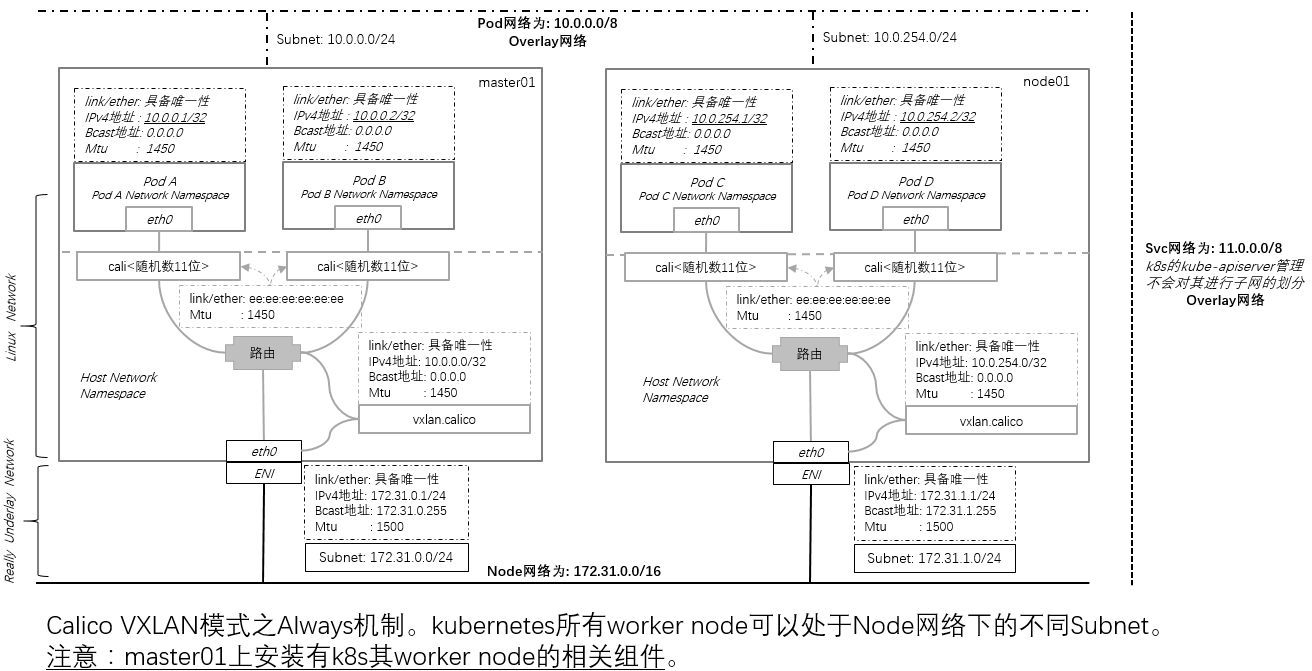 Pod网络为: 10.0.0.0/8
Overlay网络
Subnet: 10.0.0.0/24
Subnet: 10.0.254.0/24
master01
link/ether: 具备唯一性
IPv4地址 : 10.0.0.1/32
Bcast地址: 0.0.0.0
Mtu : 1450
link/ether: 具备唯一性
IPv4地址 : 10.0.0.2/32
Bcast地址: 0.0.0.0
Mtu : 1450
Pod A
Pod A Network Namespace
eth0
Pod B
Pod B Network Namespace
eth0
cali<随机数11位>
cali<随机数11位>
link/ether: ee:ee:ee:ee:ee:ee
Mtu : 1450
路由
link/ether: 具备唯一性
IPv4地址: 10.0.0.0/32
Bcast地址: 0.0.0.0
Mtu : 1450
vxlan.calico
Host Network
Namespace
eth0
ENI
link/ether: 具备唯一性
IPv4地址: 172.31.0.1/24
Bcast地址: 172.31.0.255
Mtu : 1500
Subnet: 172.31.0.0/24
node01
link/ether: 具备唯一性
IPv4地址 : 10.0.254.1/32
Bcast地址: 0.0.0.0
Mtu : 1450
link/ether: 具备唯一性
IPv4地址 : 10.0.254.2/32
Bcast地址: 0.0.0.0
Mtu : 1450
Pod C
Pod C Network Namespace
eth0
Pod D
Pod D Network Namespace
eth0
cali<随机数11位>
cali<随机数11位>
link/ether: ee:ee:ee:ee:ee:ee
Mtu : 1450
路由
link/ether: 具备唯一性
IPv4地址: 10.0.254.0/32
Bcast地址: 0.0.0.0
Mtu : 1450
vxlan.calico
Host Network
Namespace
eth0
ENI
link/ether: 具备唯一性
IPv4地址: 172.31.1.1/24
Bcast地址: 172.31.1.255
Mtu : 1500
Subnet: 172.31.1.0/24
Linux Network
Really Underlay Network
Node网络为: 172.31.0.0/16
Svc网络为: 11.0.0.0/8
k8s的kube-apiserver管理
不会对其进行子网的划分
Overlay网络
Calico VXLAN模式之Always机制。kubernetes所有worker node可以处于Node网络下的不同Subnet。
注意：master01上安装有k8s其worker node的相关组件。